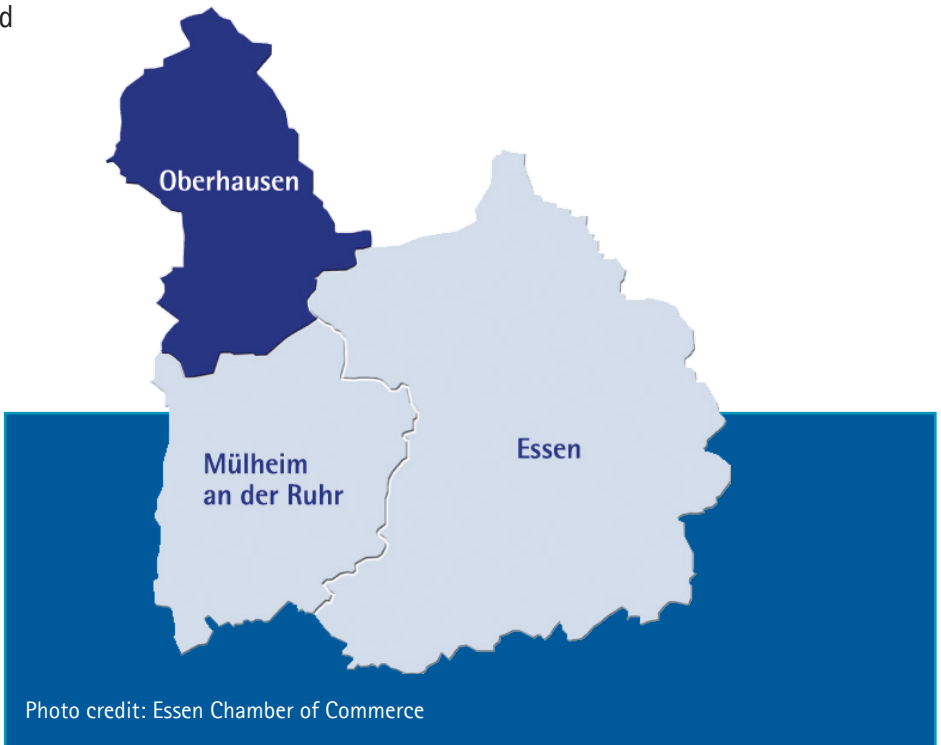 d
Oberhausen
Essen
Mülheim
an der Ruhr
Photo credit: Essen Chamber of Commerce